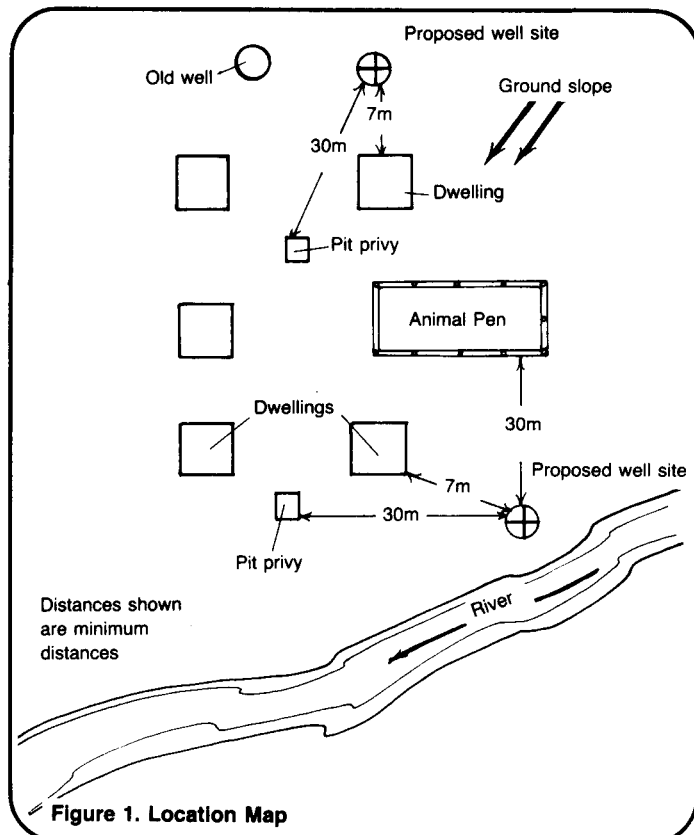 Proposed well site
Old well
Ground slope
7m
30m
Dwelling
Pit privy
Animal Pen
30m
Dwellings
Proposed well site
7m
30m
Pit privy
River
Distances shown
are minimum
distances
Figure 1. Location Map